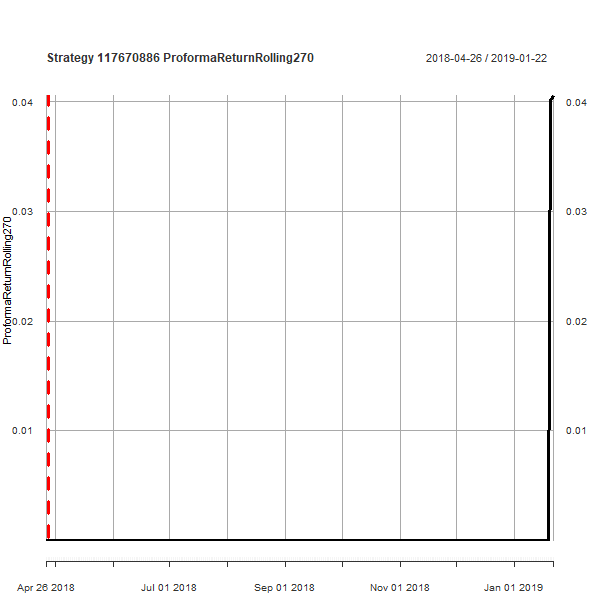 Strategy 117670886 ProformaReturnRolling270
2018-04-26 / 2019-01-22
0.04
0.04
0.03
0.03
ProformaReturnRolling270
0.02
0.02
0.01
0.01
Apr 26 2018
Jul 01 2018
Sep 01 2018
Nov 01 2018
Jan 01 2019